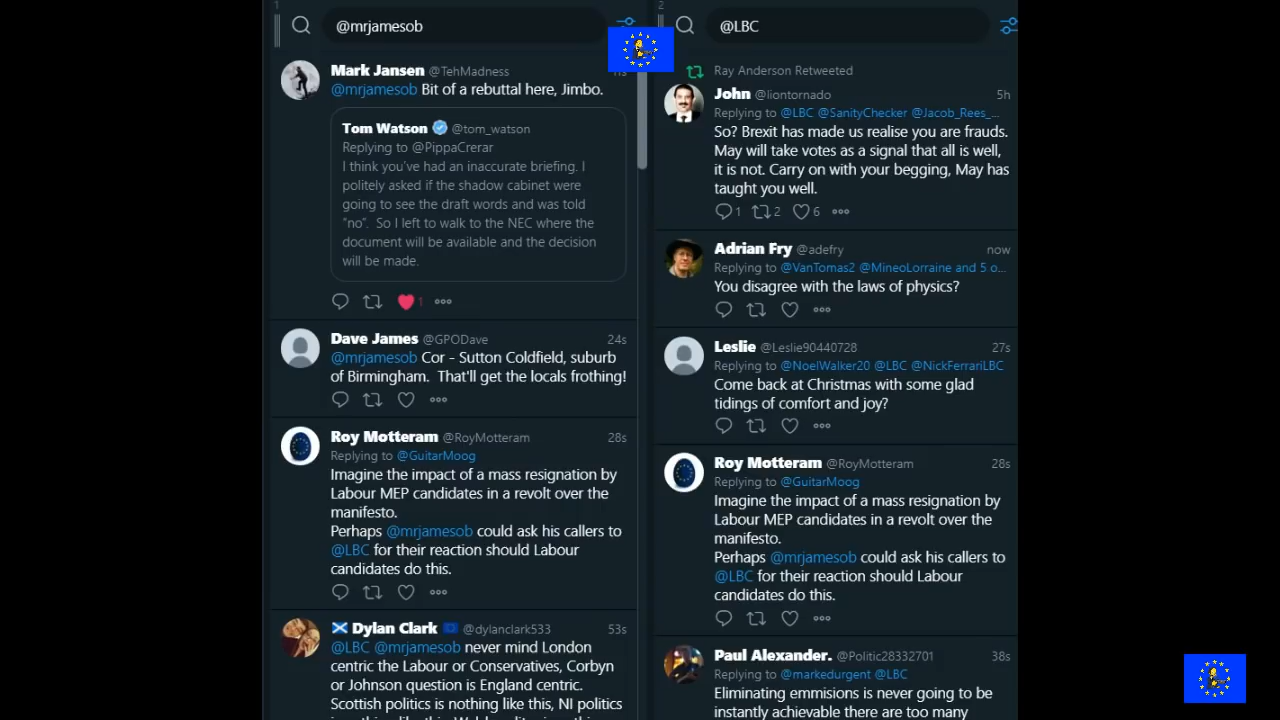 1
@mrjamesob
Mark Jansen @TehMadness
@mrjamesob Bit of a rebuttal here, Jimbo.
Tom Watson @tom_watson
Replying to @PippaCrerar
I think you've had an inaccurate briefing. I
politely asked if the shadow cabinet were
going to see the draft words and was told
"no". So I left to walk to the NEC where the
document will be available and the decision
will be made.
1
Dave James @GPODave 24s
@mrjamesob Cor - Sutton Coldfield, suburb
of Birmingham. That'll get the locals frothing!
Roy Motteram @RoyMotteram 28s
Replying to @GuitarMoog
Imagine the impact of a mass resignation by
Labour MEP candidates in a revolt over the
manifesto.
Perhaps @mrjamesob could ask his callers to
@LBC for their reaction should Labour
candidates do this.
Dylan Clark @dylanclark533 53s
@LBC @mrjamesob never mind London
centric the Labour or Conservatives, Corbyn
or Johnson question is England centric.
Scottish politics is nothing like this, NI politics
2
@LBC
Ray Anderson Retweeted
John @liontornado 5h
Replying to @LBC @SanityChecker @Jacob_Rees_...
So? Brexit has made us realise you are frauds.
May will take votes as a signal that all is well,
it is not. Carry on with your begging, May has
taught you well.
1 2 6
Adrian Fry @adefry now
Replying to @VanTomas2 @MineoLorraine and 5 o...
You disagree with the laws of physics?
Leslie @Leslie90440728 27s
Replying to @NoelWalker20 @LBC @NickFerrariLBC
Come back at Christmas with some glad
tidings of comfort and joy?
Roy Motteram @RoyMotteram 28s
Replying to @GuitarMoog
Imagine the impact of a mass resignation by
Labour MEP candidates in a revolt over the
manifesto.
Perhaps @mrjamesob could ask his callers to
@LBC for their reaction should Labour
candidates do this.
Paul Alexander. @Politic28332701 38s
Replying to @markedurgent @LBC
Eliminating emmisions is never going to be
instantly achievable there are too many